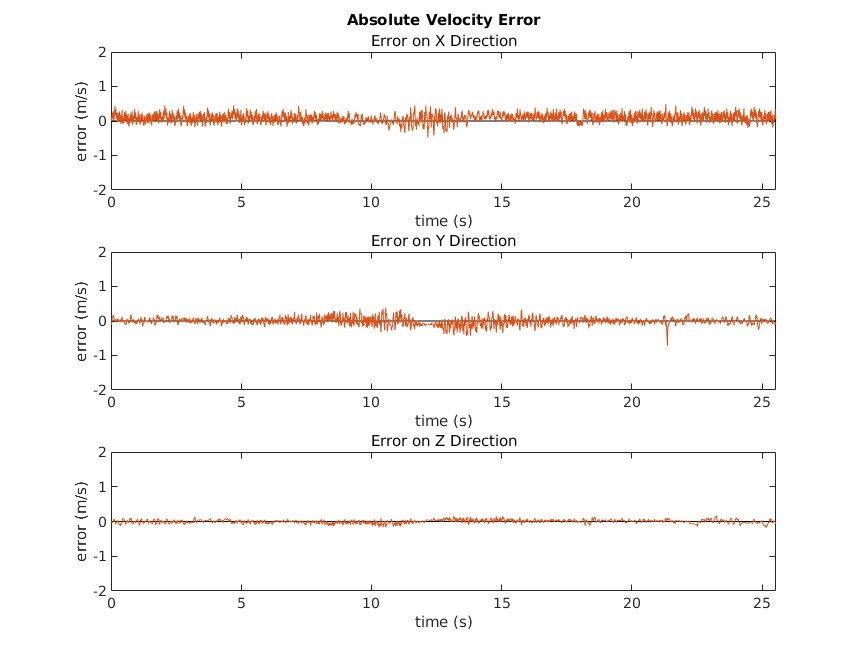 Absolute Velocity Error
Error on X Direction
2
1
0
-1
-2
error (m/s)
0 5 10 15 20 25
time (s)
Error on Y Direction
2
1
0
-1
-2
error (m/s)
0 5 10 15 20 25
time (s)
Error on Z Direction
2
1
0
-1
-2
error (m/s)
0 5 10 15 20 25
time (s)